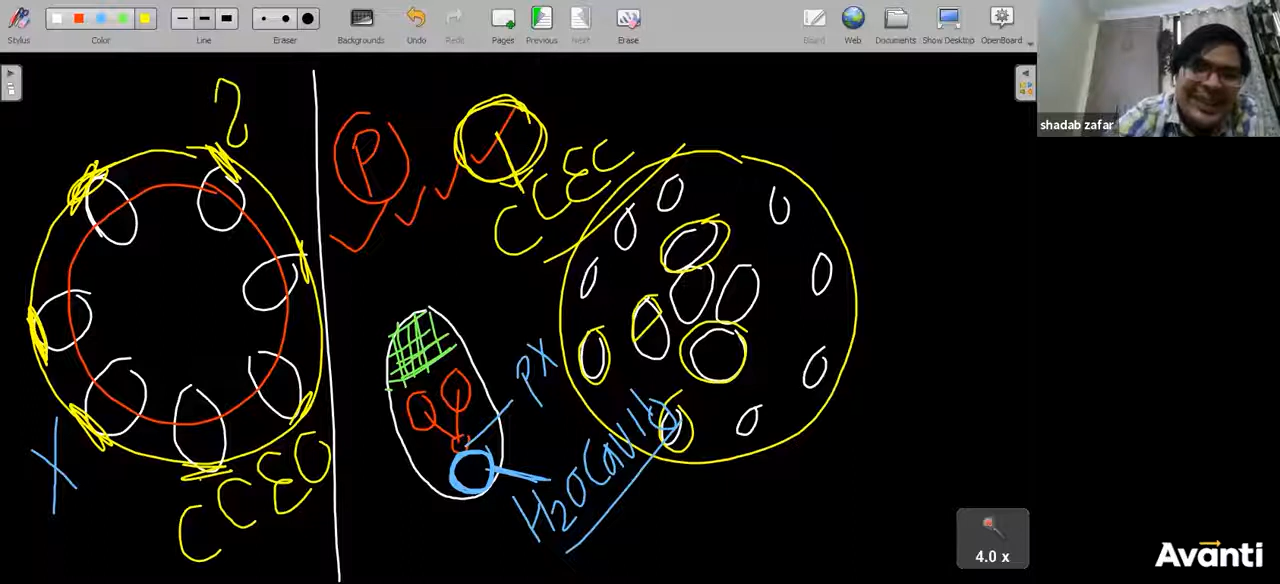 Stylus
Color
Line
Eraser
Backgrounds
Undo
Redo
Pages
Previous
Next
Erase
Board
Web
Documents
Show Desktop
OpenBoard
shadab zafar
?
P
CCEC
PX
X
H2O Cavity
CCEO
4.0 x
Avanti